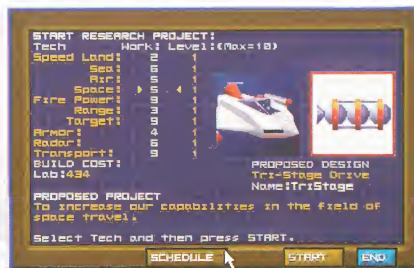 START RESEARCH PROJECT:
Tech Work: Level:(Max=10)
Speed Land: 2 1
Sea: 6 1
Air: 5 1
Space: 5 1
Fire Power: 9 1
Range: 3 1
Target: 9 1
Armor: 4 1
Radar: 6 1
Transport: 9 1
BUILD COST:
Lab:434
PROPOSED DESIGN
Tri-Stage Drive
Name:TriStage
PROPOSED PROJECT
To increase our capabilities in the field of
space travel.
Select Tech and then press START.
SCHEDULE START END